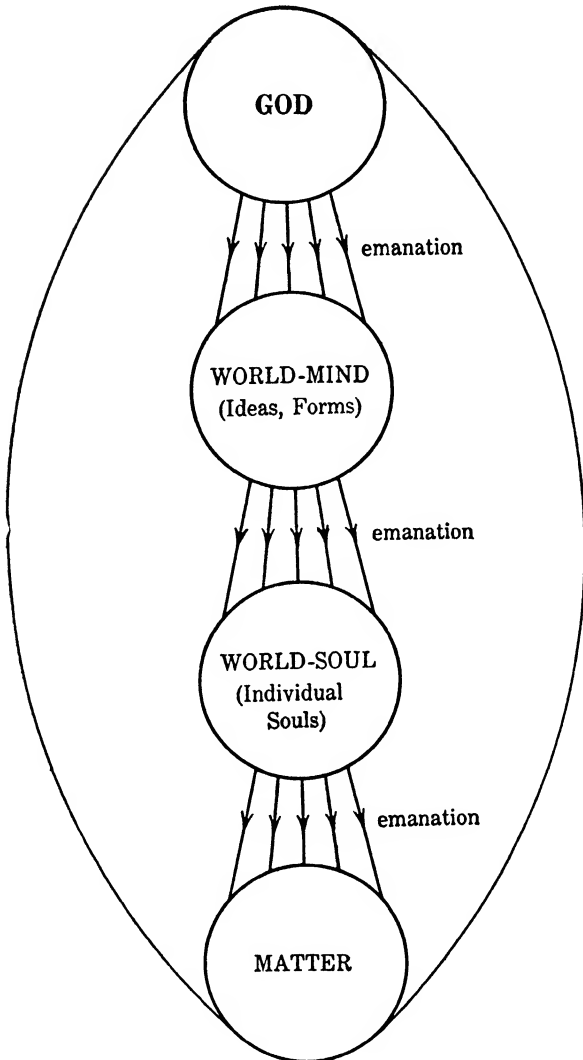 GOD
emanation
WORLD-MIND
(Ideas, Forms)
emanation
WORLD-SOUL
(Individual
Souls)
emanation
MATTER